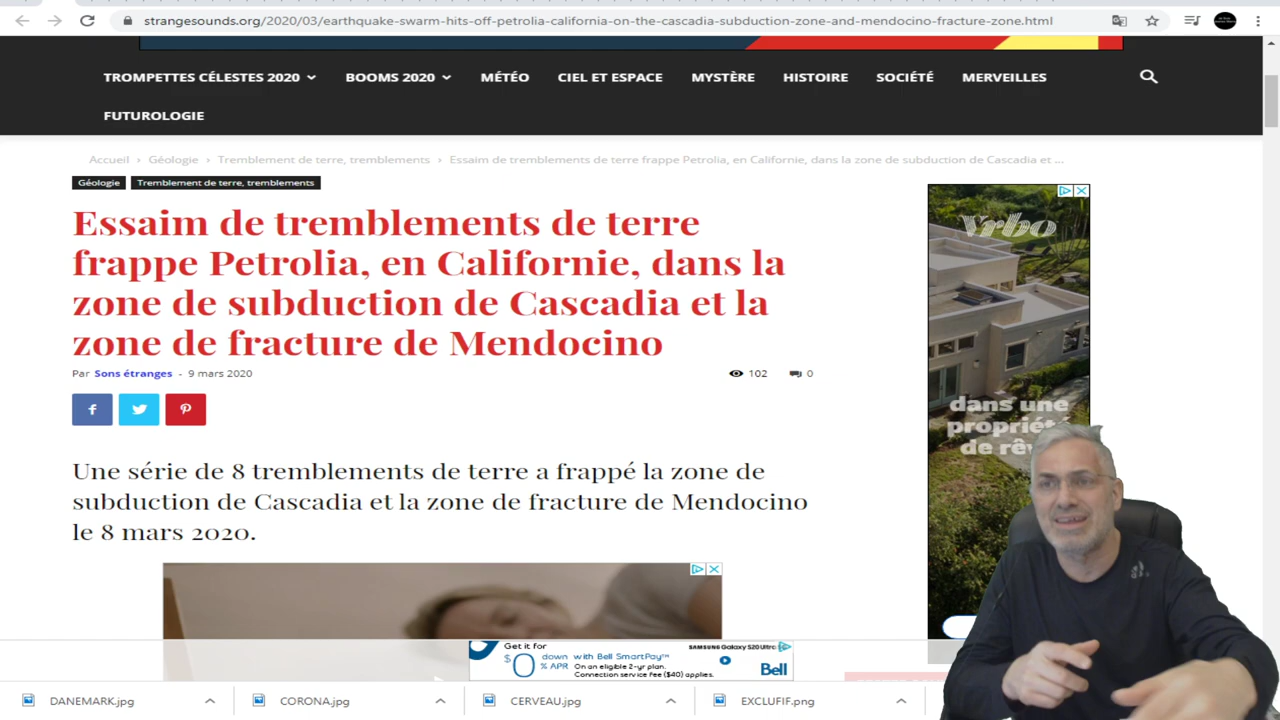 strangesounds.org/2020/03/earthquake-swarm-hits-off-petrolia-california-on-the-cascadia-subduction-zone-and-mendocino-fracture-zone.html
TROMPETTES CÉLESTES 2020
BOOMS 2020
MÉTÉO
CIEL ET ESPACE
MYSTÈRE
HISTOIRE
SOCIÉTÉ
MERVEILLES
FUTUROLOGIE
Accueil › Géologie › Tremblement de terre, tremblements › Essaim de tremblements de terre frappe Petrolia, en Californie, dans la zone de subduction de Cascadia et ...
Géologie
Tremblement de terre, tremblements
Essaim de tremblements de terre
frappe Petrolia, en Californie, dans la
zone de subduction de Cascadia et la
zone de fracture de Mendocino
Par Sons étranges - 9 mars 2020
102
0
Une série de 8 tremblements de terre a frappé la zone de
subduction de Cascadia et la zone de fracture de Mendocino
le 8 mars 2020.
Vrbo
dans une
propriété
de rê
Get it for
$0 down
% APR
with Bell SmartPay™
On an eligible 2-yr plan.
Connection service Fee ($40) applies.
SAMSUNG Galaxy S20 Ultra
Bell
DANEMARK.jpg
CORONA.jpg
CERVEAU.jpg
EXCLUFIF.png